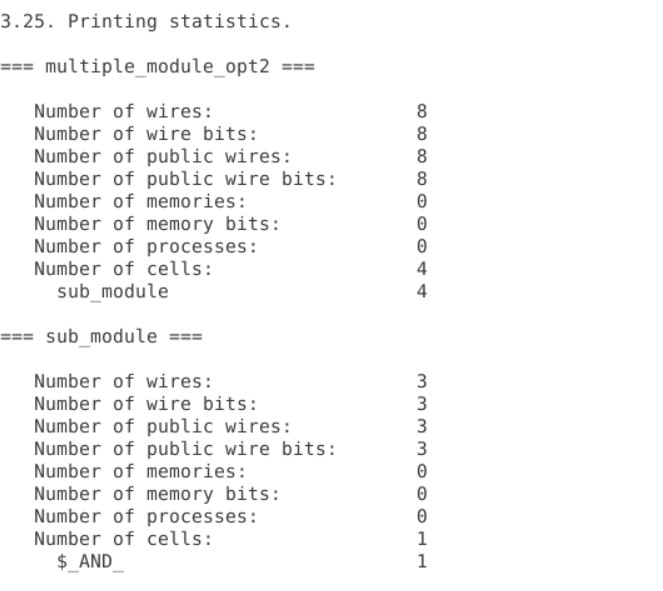 3.25. Printing statistics.
=== multiple_module_opt2 ===
Number of wires: 8
Number of wire bits: 8
Number of public wires: 8
Number of public wire bits: 8
Number of memories: 0
Number of memory bits: 0
Number of processes: 0
Number of cells: 4
sub_module 4
=== sub_module ===
Number of wires: 3
Number of wire bits: 3
Number of public wires: 3
Number of public wire bits: 3
Number of memories: 0
Number of memory bits: 0
Number of processes: 0
Number of cells: 1
$_AND_ 1